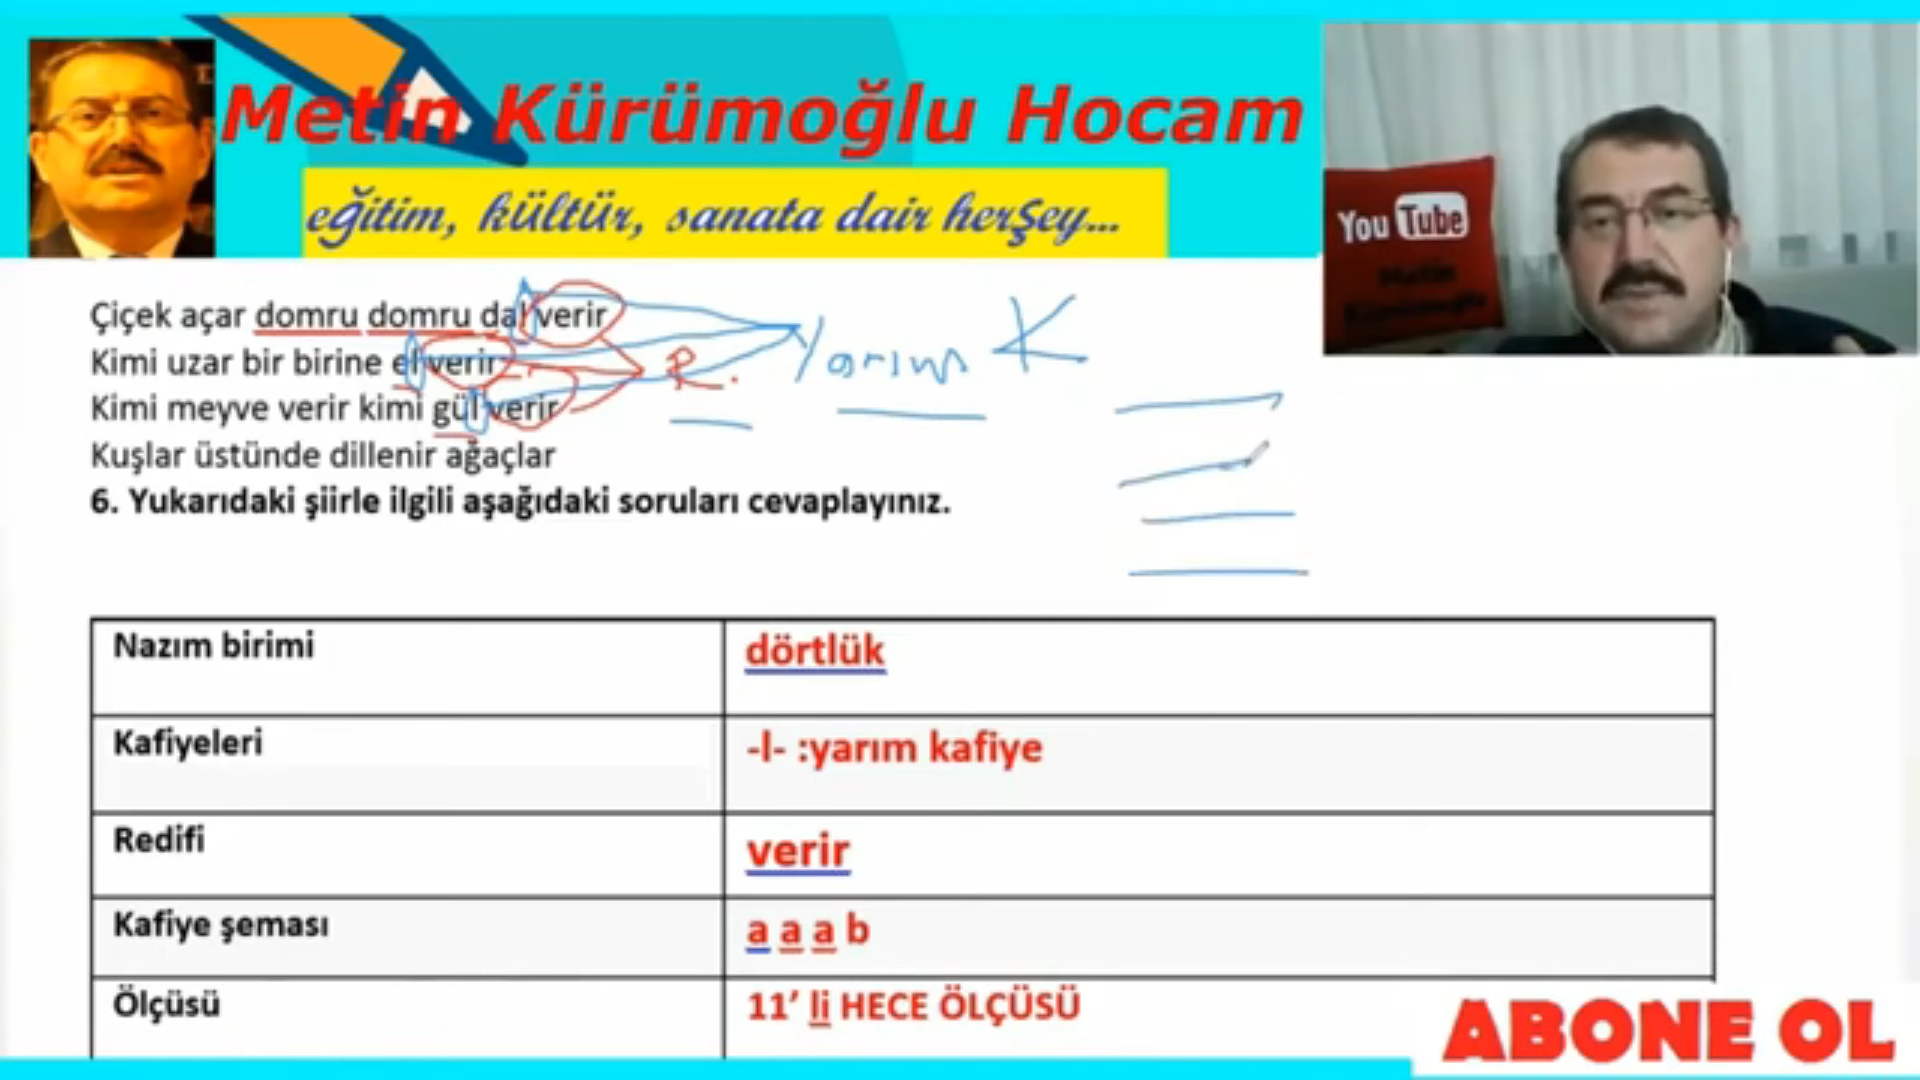 Metin Kürümoğlu Hocam
eğitim, kültür, sanata dair herşey...
You Tube
Çiçek açar domru domru dal verir
Kimi uzar bir birine el verir
Kimi meyve verir kimi gül verir
Kuşlar üstünde dillenir ağaçlar
R. Yarım K
6. Yukarıdaki şiirle ilgili aşağıdaki soruları cevaplayınız.
Nazım birimi dörtlük
Kafiyeleri -l- :yarım kafiye
Redifi verir
Kafiye şeması a a a b
Ölçüsü 11’ li HECE ÖLÇÜSÜ
ABONE OL